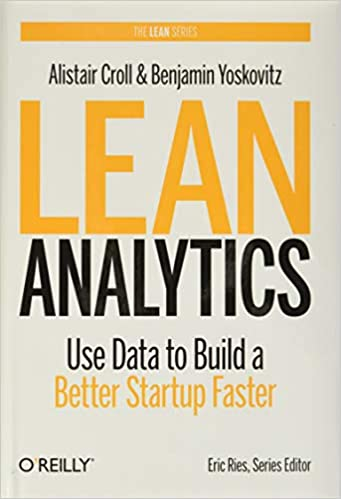 THE LEAN SERIES
Alistair Croll & Benjamin Yoskovitz
LEAN
ANALYTICS
Use Data to Build a
Better Startup Faster
O'REILLY®
Eric Ries, Series Editor